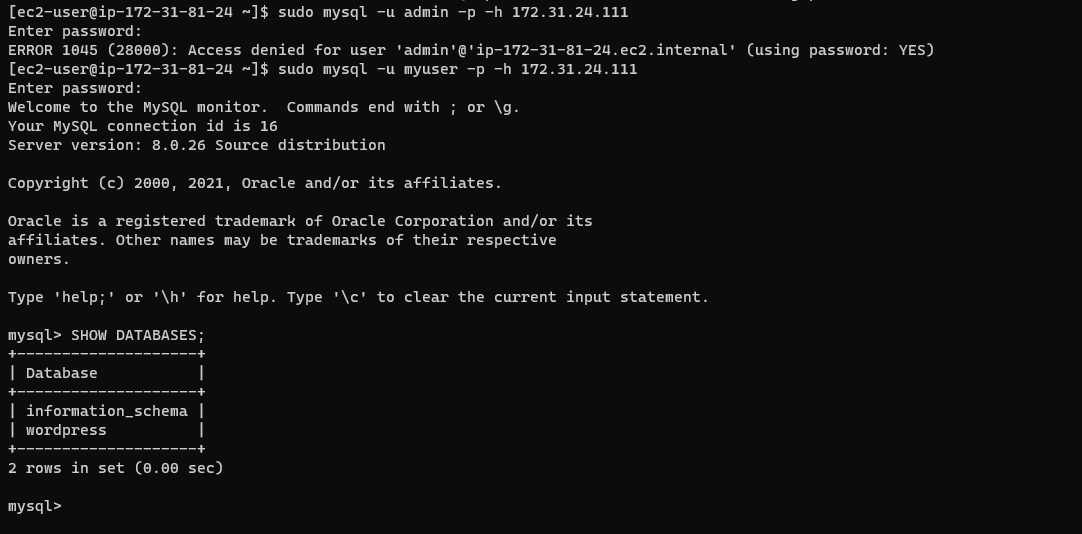 [ec2-user@ip-172-31-81-24 ~]$ sudo mysql -u admin -p -h 172.31.24.111
Enter password:
ERROR 1045 (28000): Access denied for user 'admin'@'ip-172-31-81-24.ec2.internal' (using password: YES)
[ec2-user@ip-172-31-81-24 ~]$ sudo mysql -u myuser -p -h 172.31.24.111
Enter password:
Welcome to the MySQL monitor.  Commands end with ; or \g.
Your MySQL connection id is 16
Server version: 8.0.26 Source distribution

Copyright (c) 2000, 2021, Oracle and/or its affiliates.

Oracle is a registered trademark of Oracle Corporation and/or its
affiliates. Other names may be trademarks of their respective
owners.

Type 'help;' or '\h' for help. Type '\c' to clear the current input statement.

mysql> SHOW DATABASES;
+--------------------+
| Database           |
+--------------------+
| information_schema |
| wordpress          |
+--------------------+
2 rows in set (0.00 sec)

mysql>